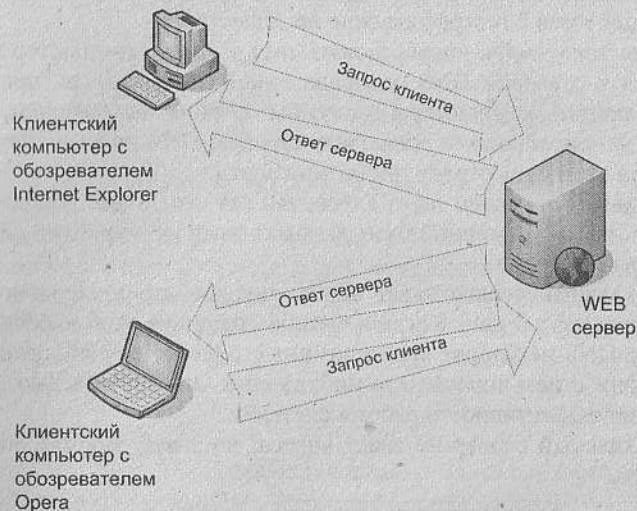 Запрос клиента
Ответ сервера
Клиентский
компьютер с
обозревателем
Internet Explorer
WEB
сервер
Ответ сервера
Запрос клиента
Клиентский
компьютер с
обозревателем
Opera